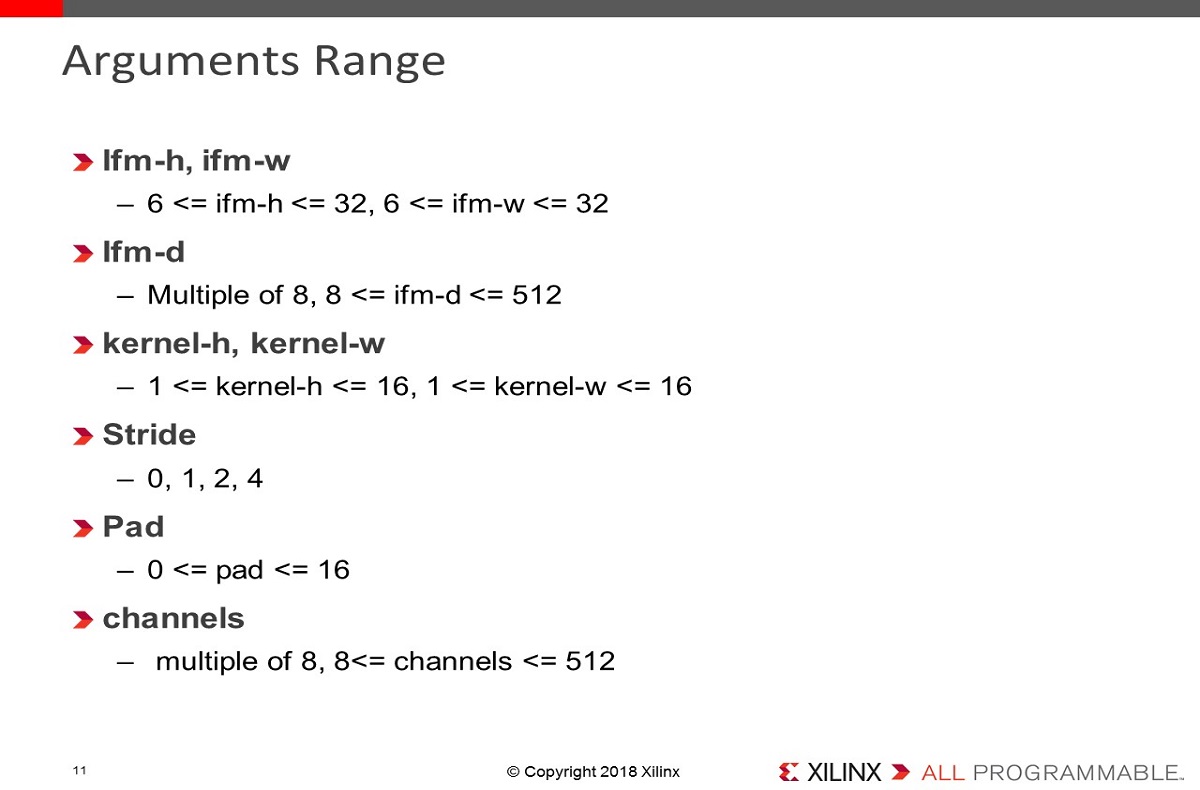 Arguments Range
Ifm-h, ifm-w
– 6 <= ifm-h <= 32, 6 <= ifm-w <= 32
Ifm-d
– Multiple of 8, 8 <= ifm-d <= 512
kernel-h, kernel-w
– 1 <= kernel-h <= 16, 1 <= kernel-w <= 16
Stride
– 0, 1, 2, 4
Pad
– 0 <= pad <= 16
channels
– multiple of 8, 8<= channels <= 512
11
© Copyright 2018 Xilinx
XILINX ALL PROGRAMMABLE™